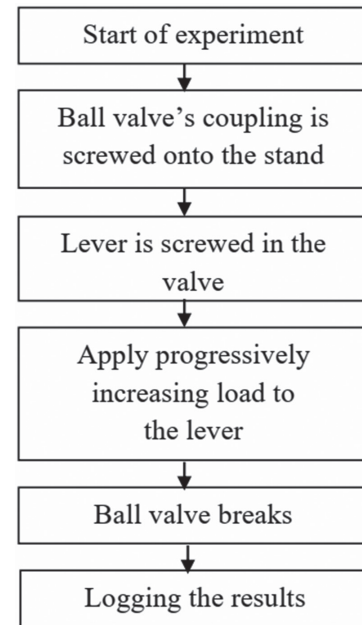 Start of experiment
Ball valve’s coupling is
screwed onto the stand
Lever is screwed in the
valve
Apply progressively
increasing load to
the lever
Ball valve breaks
Logging the results